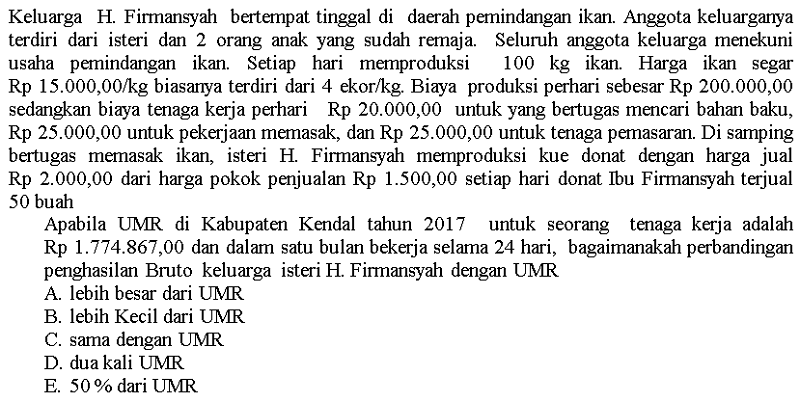 Keluarga H. Firmansyah bertempat tinggal di daerah pemindangan ikan. Anggota keluarganya
terdiri dari isteri dan 2 orang anak yang sudah remaja. Seluruh anggota keluarga menekuni
usaha pemindangan ikan. Setiap hari memproduksi 100 kg ikan. Harga ikan segar
Rp 15.000,00/kg biasanya terdiri dari 4 ekor/kg. Biaya produksi perhari sebesar Rp 200.000,00
sedangkan biaya tenaga kerja perhari Rp 20.000,00 untuk yang bertugas mencari bahan baku,
Rp 25.000,00 untuk pekerjaan memasak, dan Rp 25.000,00 untuk tenaga pemasaran. Di samping
bertugas memasak ikan, isteri H. Firmansyah memproduksi kue donat dengan harga jual
Rp 2.000,00 dari harga pokok penjualan Rp 1.500,00 setiap hari donat Ibu Firmansyah terjual
50 buah
Apabila UMR di Kabupaten Kendal tahun 2017 untuk seorang tenaga kerja adalah
Rp 1.774.867,00 dan dalam satu bulan bekerja selama 24 hari, bagaimanakah perbandingan
penghasilan Bruto keluarga isteri H. Firmansyah dengan UMR
A. lebih besar dari UMR
B. lebih Kecil dari UMR
C. sama dengan UMR
D. dua kali UMR
E. 50 % dari UMR